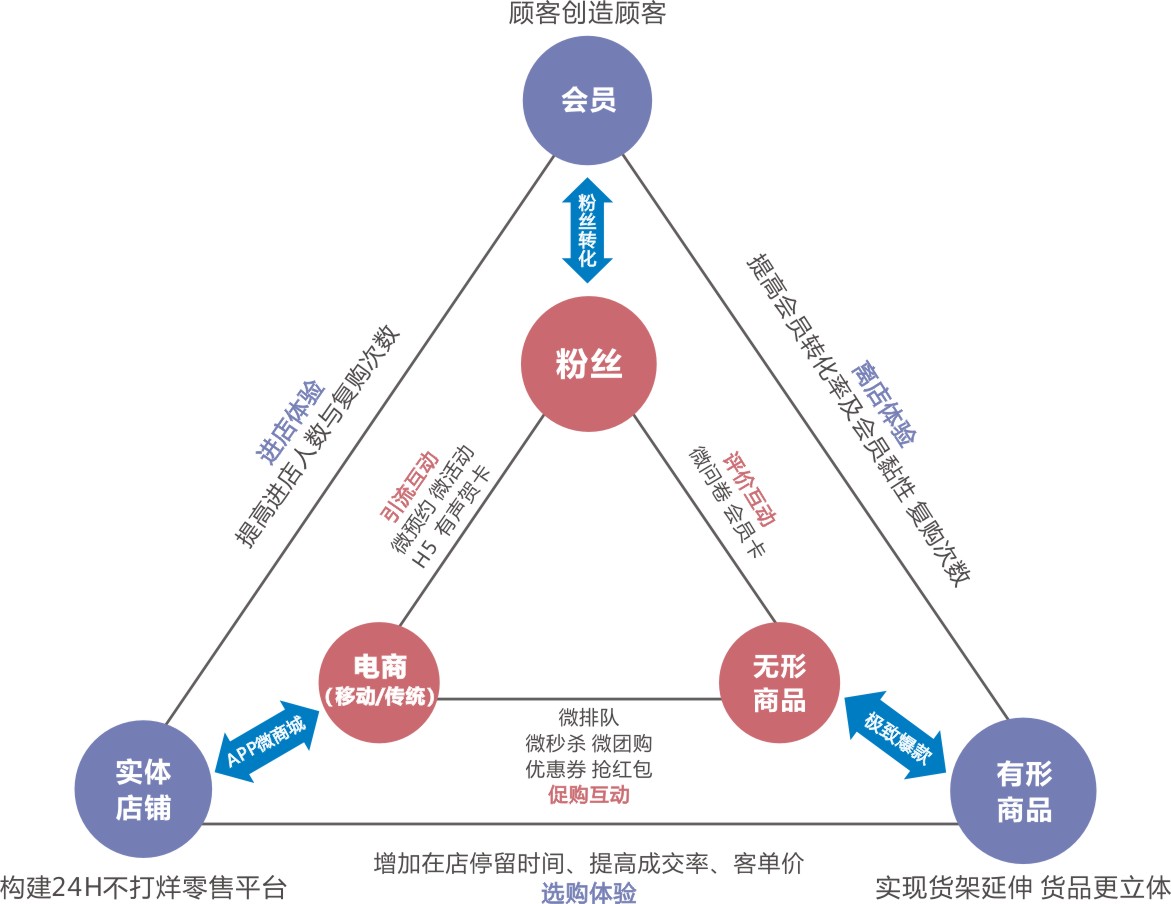 顾客创造顾客
会员
粉丝转化
粉丝
进店体验
提高进店人数与复购次数
离店体验
提高会员转化率及会员黏性 复购次数
引流互动
微预约 微活动
H5 有声贺卡
评价互动
微问卷 会员卡
电商
(移动/传统)
无形
商品
APP微商城
极致爆款
微排队
微秒杀 微团购
优惠券 抢红包
促购互动
实体
店铺
有形
商品
增加在店停留时间、提高成交率、客单价
选购体验
构建24H不打烊零售平台
实现货架延伸 货品更立体